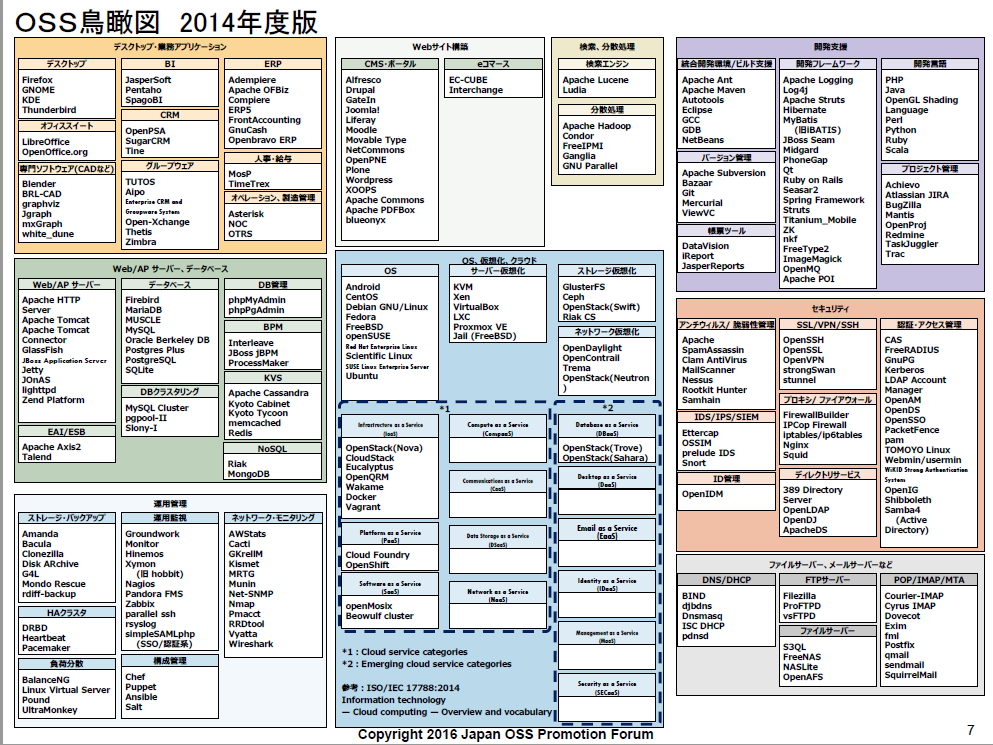 OSS鳥瞰図 2014年度版
デスクトップ・業務アプリケーション
デスクトップ
Firefox
GNOME
KDE
Thunderbird
オフィススイート
LibreOffice
OpenOffice.org
専門ソフトウェア(CADなど)
Blender
BRL-CAD
graphviz
Jgraph
mxGraph
white_dune
BI
JasperSoft
Pentaho
SpagoBI
CRM
OpenPSA
SugarCRM
Tine
グループウェア
TUTOS
Aipo
Enterprise CRM and
Groupware System
Open-Xchange
Thetis
Zimbra
ERP
Adempiere
Apache OFBiz
Compiere
ERP5
FrontAccounting
GnuCash
Openbravo ERP
人事・給与
MosP
TimeTrex
オペレーション、製造管理
Asterisk
NOC
OTRS
Webサイト構築
CMS・ポータル
Alfresco
Drupal
GateIn
Joomla!
Liferay
Moodle
Movable Type
NetCommons
OpenPNE
Plone
Wordpress
XOOPS
Apache Commons
Apache PDFBox
blueonyx
eコマース
EC-CUBE
Interchange
検索、分散処理
検索エンジン
Apache Lucene
Ludia
分散処理
Apache Hadoop
Condor
FreeIPMI
Ganglia
GNU Parallel
開発支援
統合開発環境/ビルド支援
Apache Ant
Apache Maven
Autotools
Eclipse
GCC
GDB
NetBeans
バージョン管理
Apache Subversion
Bazaar
Git
Mercurial
ViewVC
帳票ツール
DataVision
iReport
JasperReports
開発フレームワーク
Apache Logging
Log4j
Apache Struts
Hibernate
MyBatis
(旧iBATIS)
JBoss Seam
Midgard
PhoneGap
Qt
Ruby on Rails
Seasar2
Spring Framework
Struts
Titanium_Mobile
ZK
nkf
FreeType2
ImageMagick
OpenMQ
Apache POI
開発言語
PHP
Java
OpenGL Shading
Language
Perl
Python
Ruby
Scala
プロジェクト管理
Achievo
Atlassian JIRA
BugZilla
Mantis
OpenProj
Redmine
TaskJuggler
Trac
Web/AP サーバー、データベース
Web/AP サーバー
Apache HTTP
Server
Apache Tomcat
Apache Tomcat
Connector
GlassFish
JBoss Application Server
Jetty
JOnAS
lighttpd
Zend Platform
EAI/ESB
Apache Axis2
Talend
データベース
Firebird
MariaDB
MUSCLE
MySQL
Oracle Berkeley DB
Postgres Plus
PostgreSQL
SQLite
DBクラスタリング
MySQL Cluster
pgpool-II
Slony-I
DB管理
phpMyAdmin
phpPgAdmin
BPM
Interleave
JBoss jBPM
ProcessMaker
KVS
Apache Cassandra
Kyoto Cabinet
Kyoto Tycoon
memcached
Redis
NoSQL
Riak
MongoDB
OS、仮想化、クラウド
OS
Android
CentOS
Debian GNU/Linux
Fedora
FreeBSD
openSUSE
Red Hat Enterprise Linux
Scientific Linux
SUSE Linux Enterprise Server
Ubuntu
サーバー仮想化
KVM
Xen
VirtualBox
LXC
Proxmox VE
Jail (FreeBSD)
ストレージ仮想化
GlusterFS
Ceph
OpenStack(Swift)
Riak CS
ネットワーク仮想化
OpenDaylight
OpenContrail
Trema
OpenStack(Neutron
)
*1
Infrastructure as a Service
(IaaS)
OpenStack(Nova)
CloudStack
Eucalyptus
OpenQRM
Wakame
Docker
Vagrant
Platform as a Service
(PaaS)
Cloud Foundry
OpenShift
Software as a Service
(SaaS)
openMosix
Beowulf cluster
Compute as a Service
(CompaaS)
Communications as a Service
(CaaS)
Data Storage as a Service
(DSaaS)
Network as a Service
(NaaS)
*2
Database as a Service
(DBaaS)
OpenStack(Trove)
OpenStack(Sahara)
Desktop as a Service
(DaaS)
Email as a Service
(EaaS)
Identity as a Service
(IDaaS)
Management as a Service
(MaaS)
Security as a Service
(SECaaS)
*1 : Cloud service categories
*2 : Emerging cloud service categories
参考 : ISO/IEC 17788:2014
Information technology
— Cloud computing — Overview and vocabulary
セキュリティ
アンチウィルス/ 脆弱性管理
Apache
SpamAssassin
Clam AntiVirus
MailScanner
Nessus
Rootkit Hunter
Samhain
IDS/IPS/SIEM
Ettercap
OSSIM
prelude IDS
Snort
ID管理
OpenIDM
SSL/VPN/SSH
OpenSSH
OpenSSL
OpenVPN
strongSwan
stunnel
プロキシ/ ファイアウォール
FirewallBuilder
IPCop Firewall
iptables/ip6tables
Nginx
Squid
ディレクトリサービス
389 Directory
Server
OpenLDAP
OpenDJ
ApacheDS
認証・アクセス管理
CAS
FreeRADIUS
GnuPG
Kerberos
LDAP Account
Manager
OpenAM
OpenDS
OpenSSO
PacketFence
pam
TOMOYO Linux
Webmin/usermin
WiKID Strong Authentication
System
OpenIG
Shibboleth
Samba4
(Active
Directory)
運用管理
ストレージ・バックアップ
Amanda
Bacula
Clonezilla
Disk ARchive
G4L
Mondo Rescue
rdiff-backup
HAクラスタ
DRBD
Heartbeat
Pacemaker
負荷分散
BalanceNG
Linux Virtual Server
Pound
UltraMonkey
運用監視
Groundwork
Monitor
Hinemos
Xymon
(旧 hobbit)
Nagios
Pandora FMS
Zabbix
parallel ssh
rsyslog
simpleSAMLphp
(SSO/認証系)
構成管理
Chef
Puppet
Ansible
Salt
ネットワーク・モニタリング
AWStats
Cacti
GKrellM
Kismet
MRTG
Munin
Net-SNMP
Nmap
Pmacct
RRDtool
Vyatta
Wireshark
ファイルサーバー、メールサーバーなど
DNS/DHCP
BIND
djbdns
Dnsmasq
ISC DHCP
pdnsd
FTPサーバー
Filezilla
ProFTPD
vsFTPD
ファイルサーバー
S3QL
FreeNAS
NASLite
OpenAFS
POP/IMAP/MTA
Courier-IMAP
Cyrus IMAP
Dovecot
Exim
fml
Postfix
qmail
sendmail
SquirrelMail
Copyright 2016 Japan OSS Promotion Forum
7